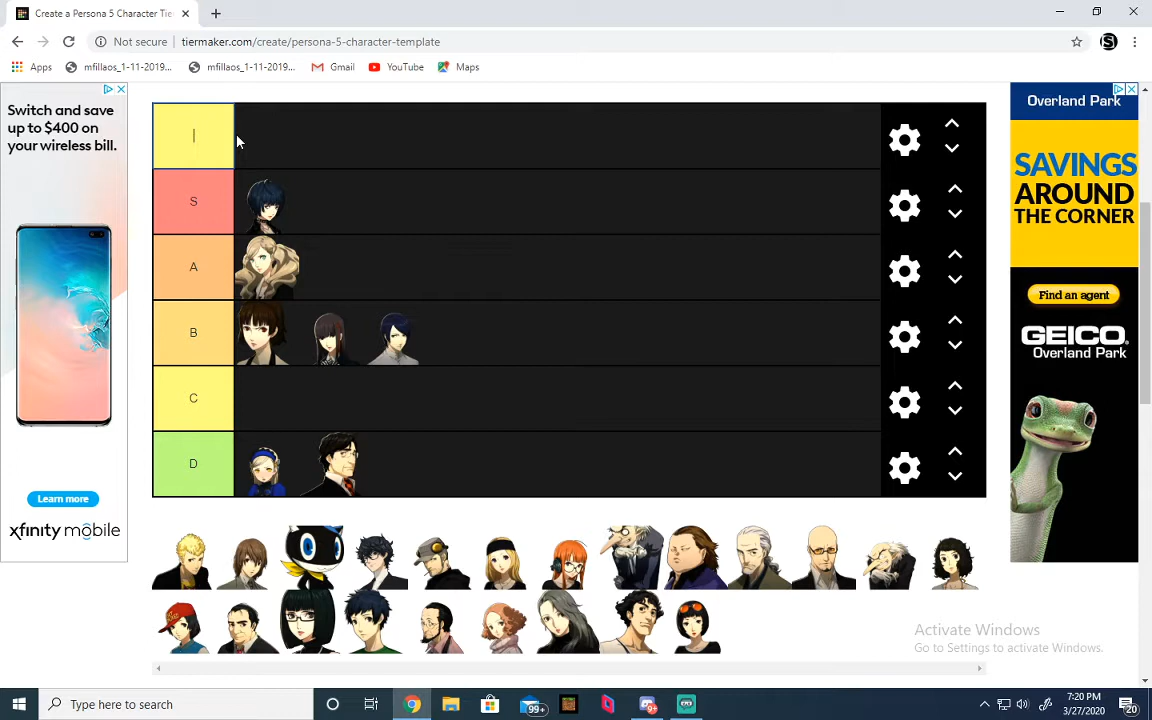 Create a Persona 5 Character Tie
Not secure
tiermaker.com/create/persona-5-character-template
Apps
mfillaos_1-11-2019...
mfillaos_1-11-2019...
Gmail
YouTube
Maps
Switch and save
up to $400 on
your wireless bill.
Learn more
xfinity mobile
S
A
B
C
D
Overland Park
SAVINGS
AROUND
THE CORNER
Find an agent
GEICO
Overland Park
Activate Windows
Go to Settings to activate Windows.
Type here to search
99+
9+
7:20 PM
3/27/2020
20